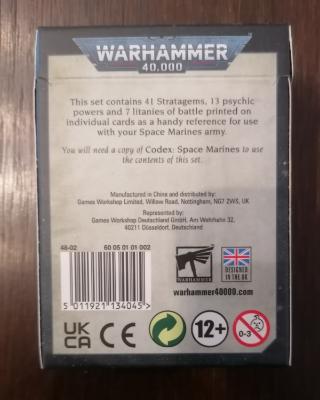 WARHAMMER
40,000
This set contains 41 Stratagems, 13 psychic
powers and 7 litanies of battle printed on
individual cards as a handy reference for
use with your Space Marines army.
You will need a copy of Codex: Space Marines to use
the contents of this set.
Manufactured in China and distributed by:
Games Workshop Limited, Willow Road, Nottingham, NG7 2WS, UK
Represented by:
Games Workshop Deutschland GmbH, Am Wehrhahn 32,
40211 Düsseldorf, Deutschland
48-02 60 05 01 01 002
WARHAMMER
DESIGNED
IN THE UK
warhammer40000.com
5 011921 134045 >
UK
CA
CE
12+
0-3